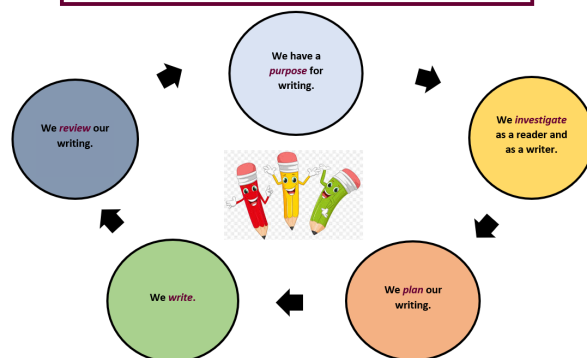 We have a
purpose for
writing.
We investigate
as a reader and
as a writer.
We plan our
writing.
We write.
We review our
writing.